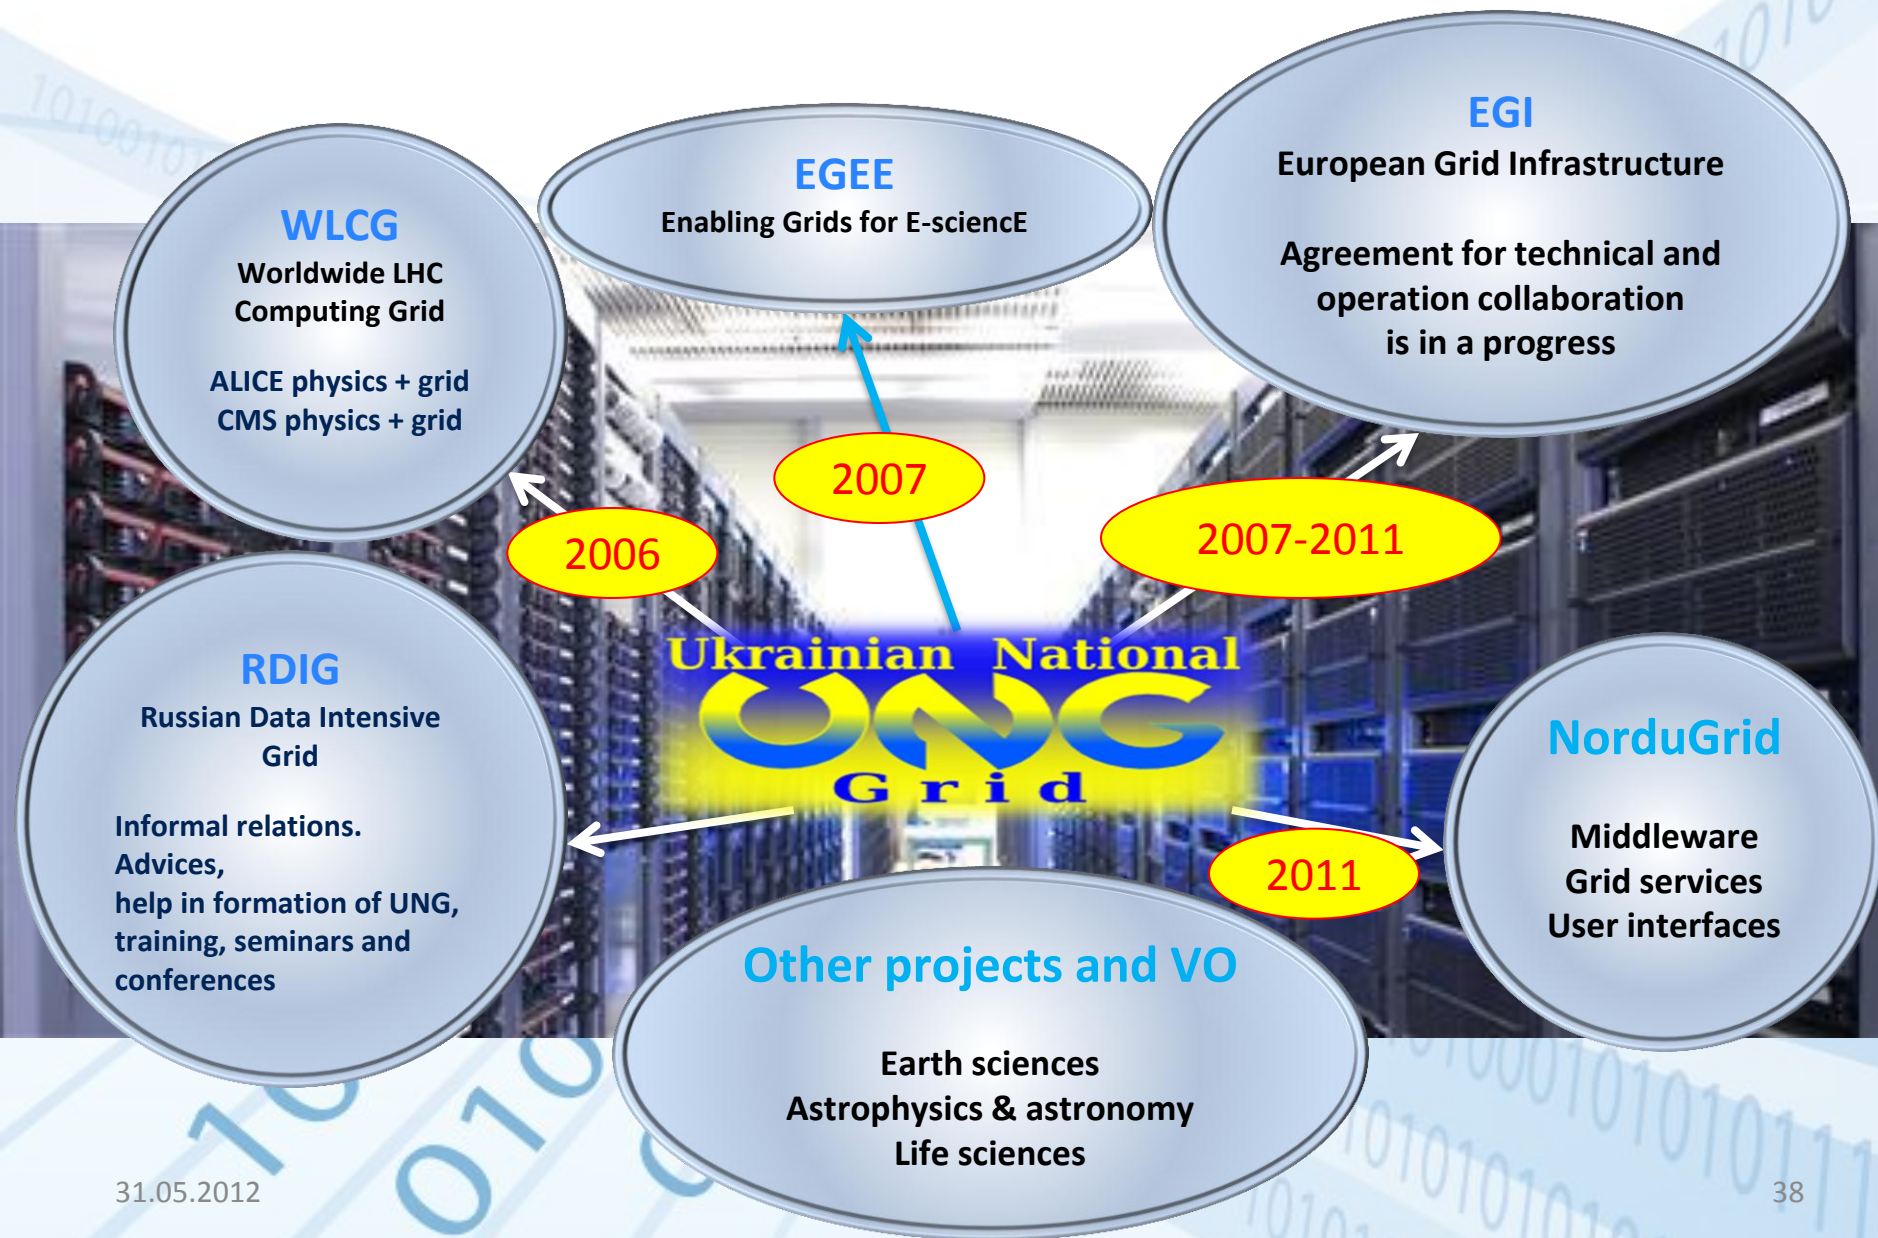 WLCG
Worldwide LHC
Computing Grid
ALICE physics + grid
CMS physics + grid
EGEE
Enabling Grids for E-sciencE
EGI
European Grid Infrastructure
Agreement for technical and
operation collaboration
is in a progress
2006
2007
2007-2011
Ukrainian National
UNG
Grid
RDIG
Russian Data Intensive
Grid
Informal relations.
Advices,
help in formation of UNG,
training, seminars and
conferences
NorduGrid
Middleware
Grid services
User interfaces
2011
Other projects and VO
Earth sciences
Astrophysics & astronomy
Life sciences
31.05.2012
38